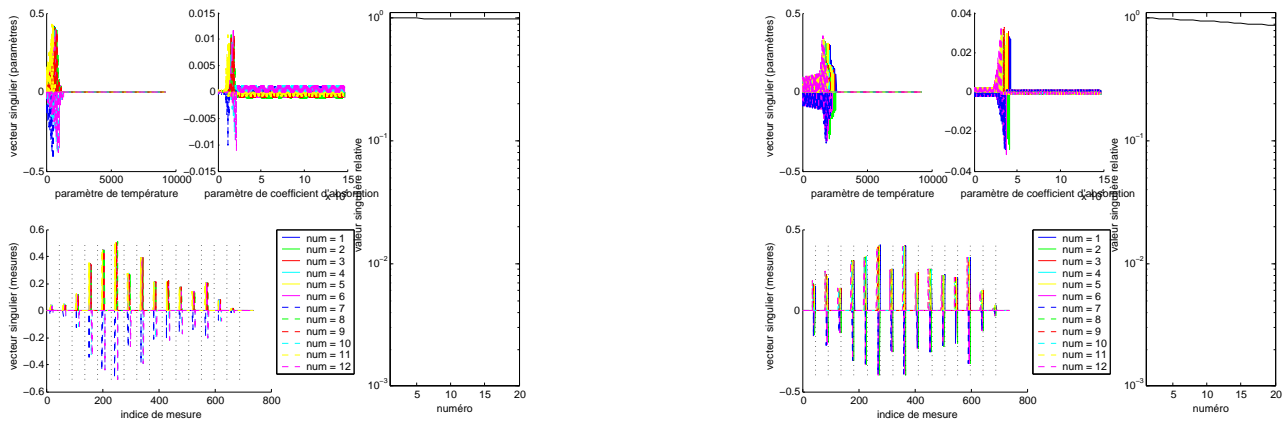 0.5
0
−0.5
vecteur singulier (paramètres)
0 5000 10000
paramètre de température
0.015
0.01
0.005
0
−0.005
−0.01
−0.015
0 5 10 15
paramètre de coefficient d'absorption
x 10
10^0
10^−1
10^−2
10^−3
valeur singulière relative
5 10 15 20
numéro
0.6
0.4
0.2
0
−0.2
−0.4
−0.6
vecteur singulier (mesures)
0 200 400 600 800
indice de mesure
num = 1
num = 2
num = 3
num = 4
num = 5
num = 6
num = 7
num = 8
num = 9
num = 10
num = 11
num = 12
0.5
0
−0.5
vecteur singulier (paramètres)
0 5000 10000
paramètre de température
0.04
0.02
0
−0.02
−0.04
0 5 10 15
paramètre de coefficient d'absorption
x 10
10^0
10^−1
10^−2
10^−3
valeur singulière relative
5 10 15 20
numéro
0.5
0
−0.5
vecteur singulier (mesures)
0 200 400 600 800
indice de mesure
num = 1
num = 2
num = 3
num = 4
num = 5
num = 6
num = 7
num = 8
num = 9
num = 10
num = 11
num = 12